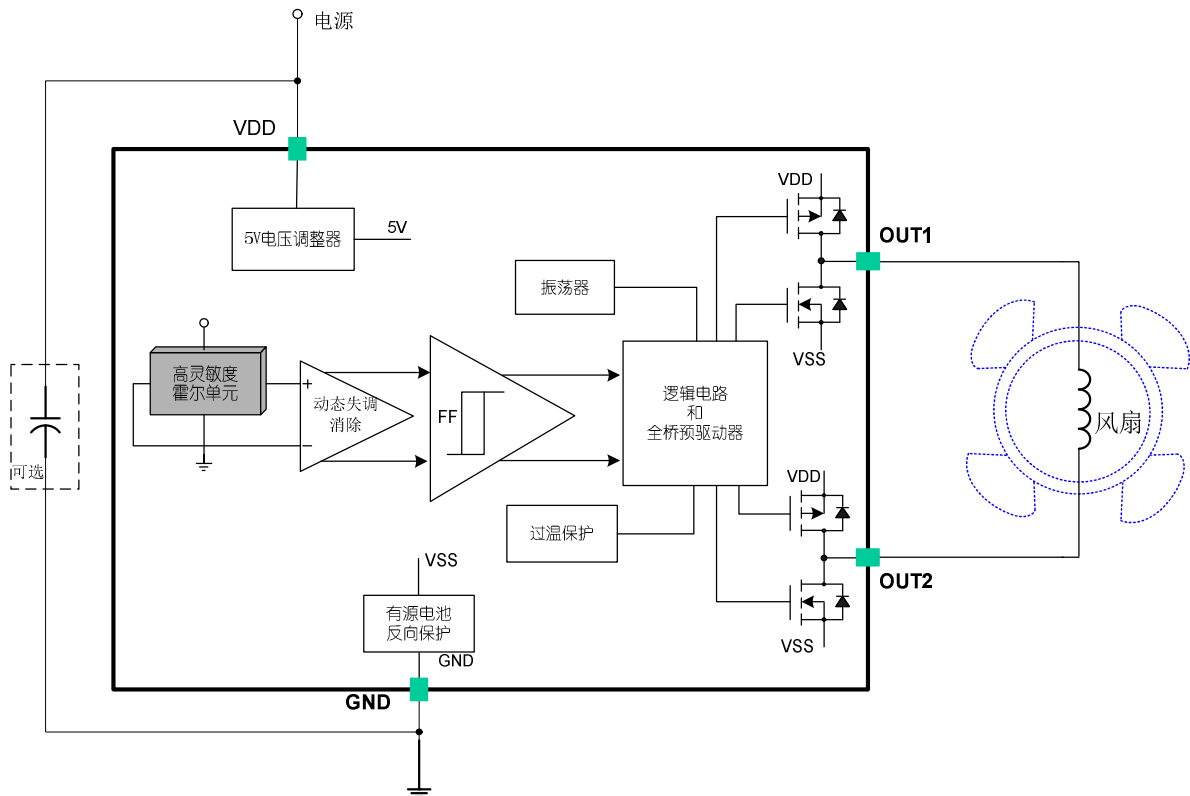 电源
VDD
VDD
5V电压调整器
5V
OUT1
振荡器
VSS
高灵敏度
霍尔单元
+
动态失调
消除
−
FF
逻辑电路
和
全桥预驱动器
风扇
可选
VDD
过温保护
VSS
OUT2
有源电池
反向保护
VSS
GND
GND